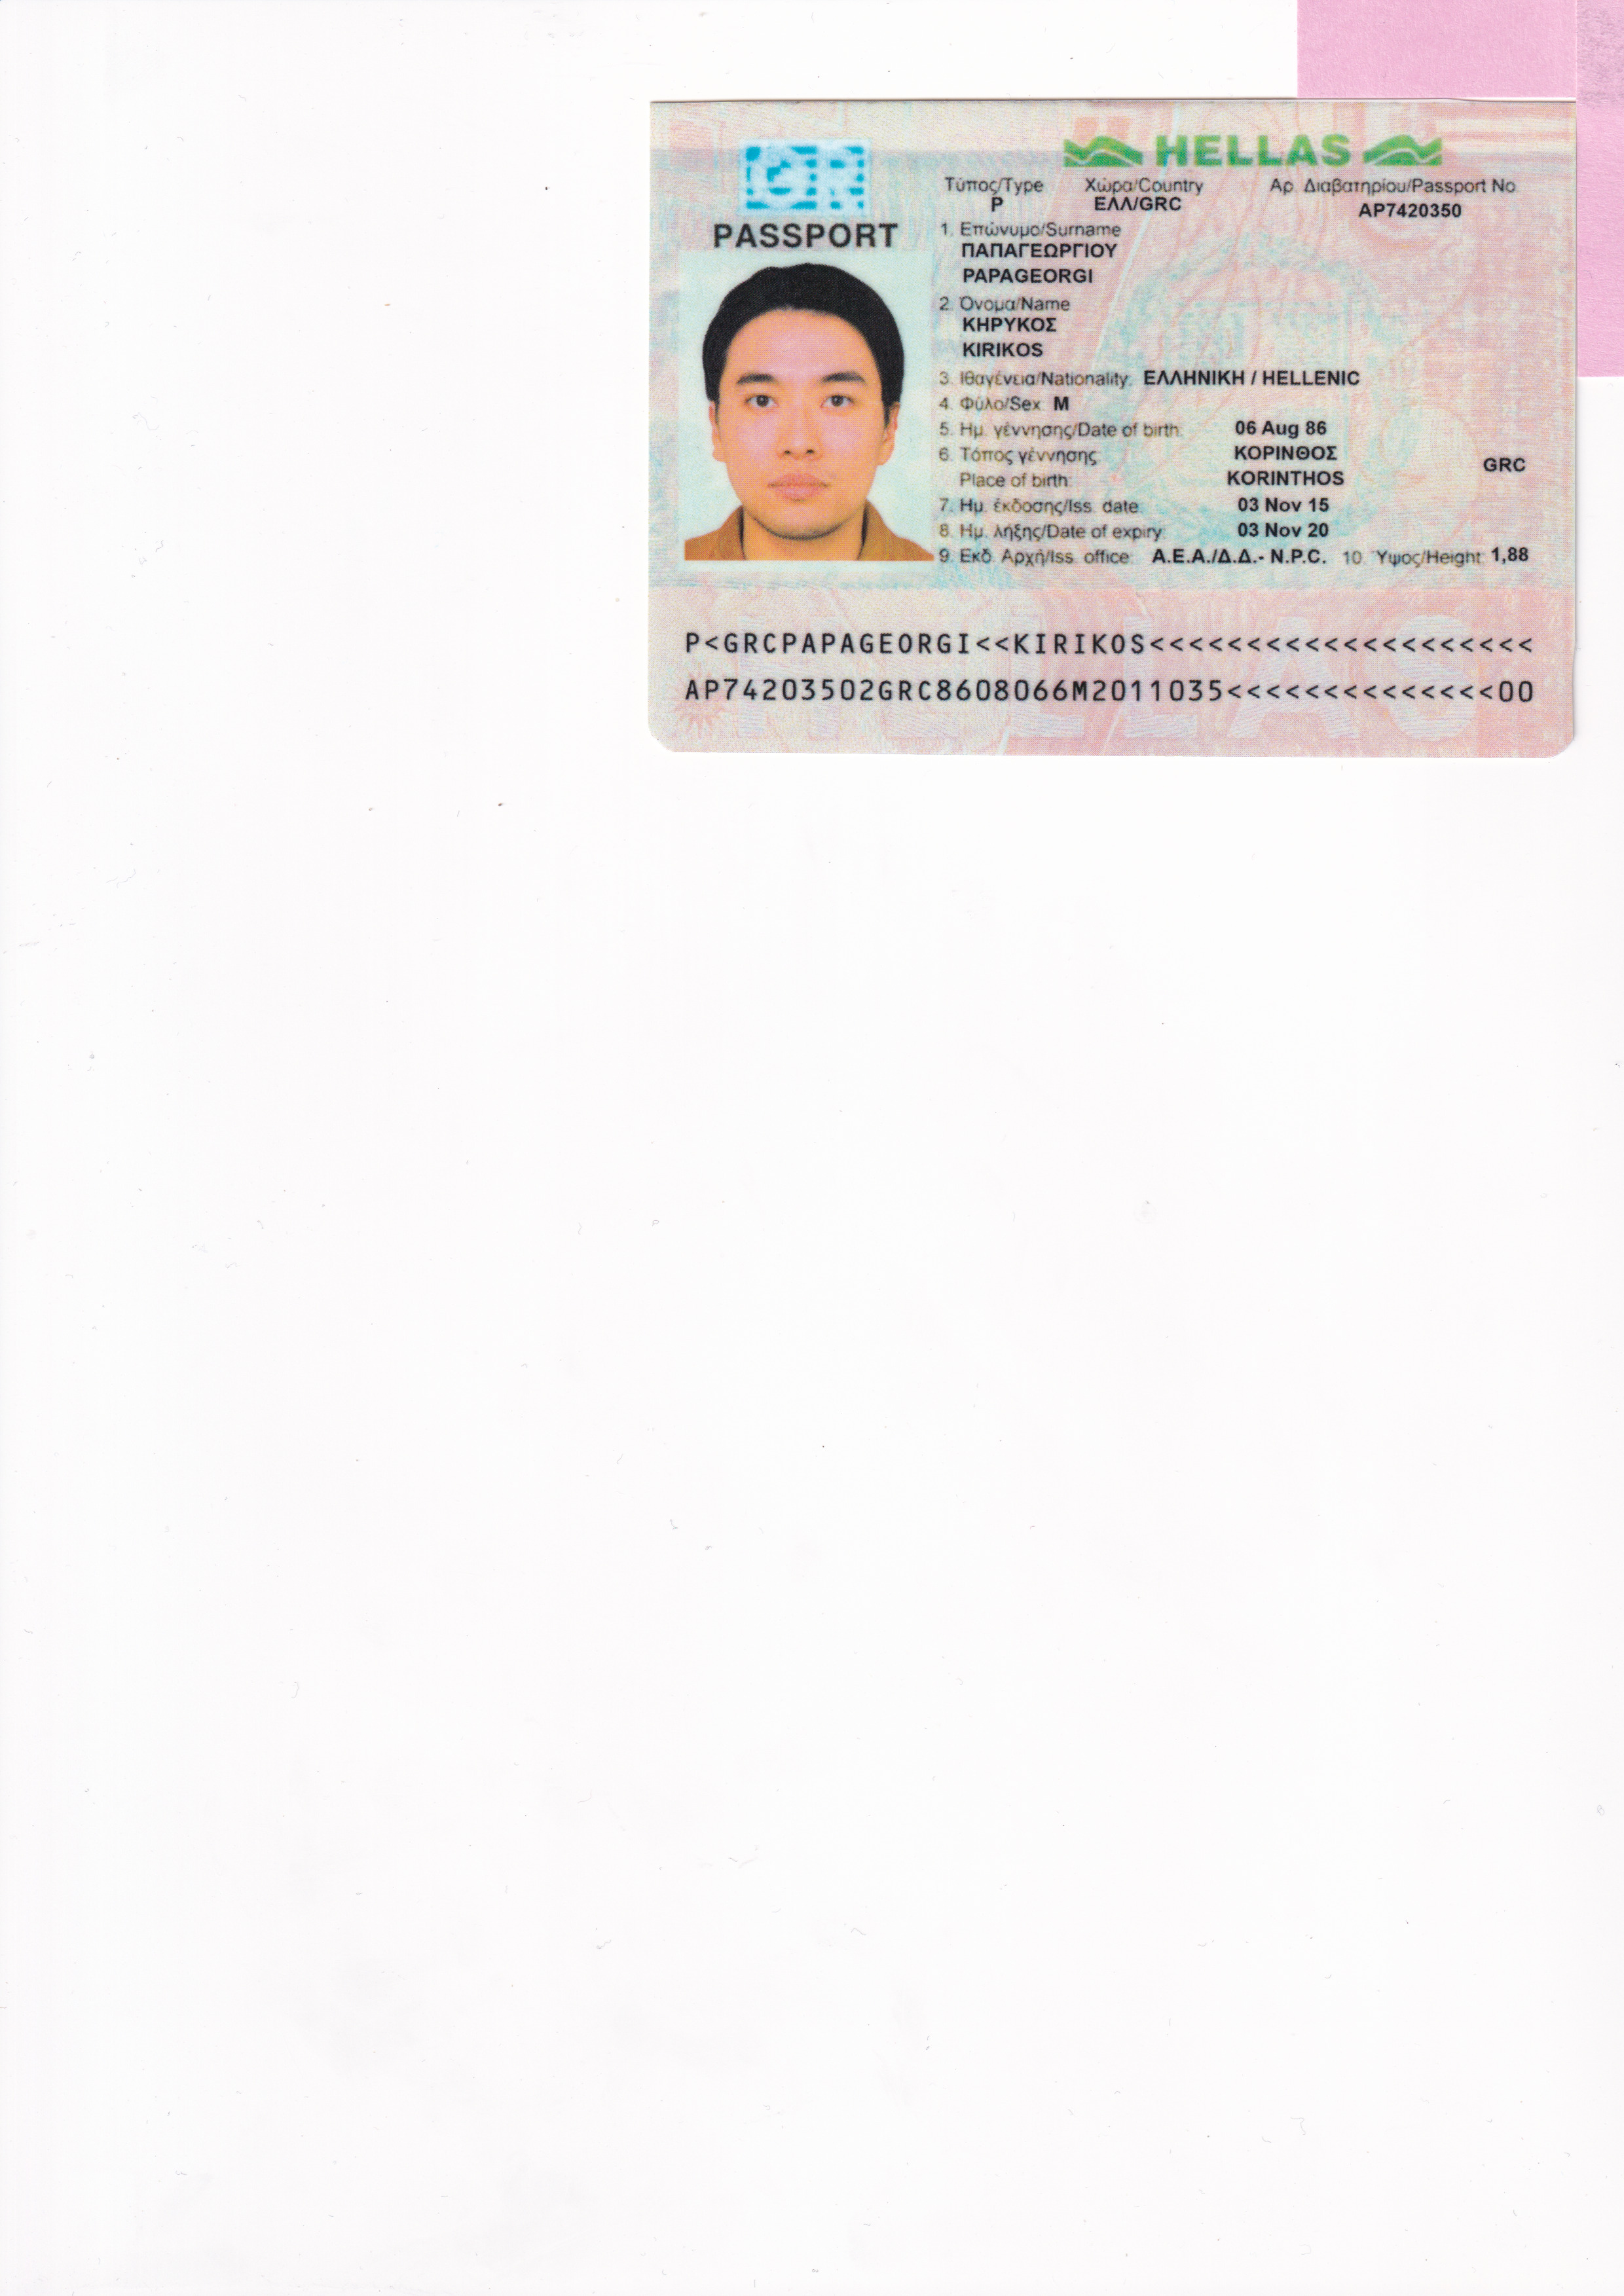 GR
PASSPORT
HELLAS
Τύπος/Type Χώρα/Country Αρ. Διαβατηρίου/Passport No
P ΕΛΛ/GRC AP7420350
1. Επώνυμο/Surname
ΠΑΠΑΓΕΩΡΓΙΟΥ
PAPAGEORGI
2. Όνομα/Name
ΚΗΡΥΚΟΣ
KIRIKOS
3. Ιθαγένεια/Nationality: ΕΛΛΗΝΙΚΗ / HELLENIC
4. Φύλο/Sex M
5. Ημ. γέννησης/Date of birth: 06 Aug 86
6. Τόπος γέννησης ΚΟΡΙΝΘΟΣ
Place of birth: KORINTHOS GRC
7. Ημ. έκδοσης/Iss. date: 03 Nov 15
8. Ημ. λήξης/Date of expiry: 03 Nov 20
9. Εκδ. Αρχή/Iss. office: Α.Ε.Α./Δ.Δ.- N.P.C. 10. Ύψος/Height: 1,88
P<GRCPAPAGEORGI<<KIRIKOS<<<<<<<<<<<<<<<<<<<<
AP74203502GRC8608066M2011035<<<<<<<<<<<<<<00
HELLAS